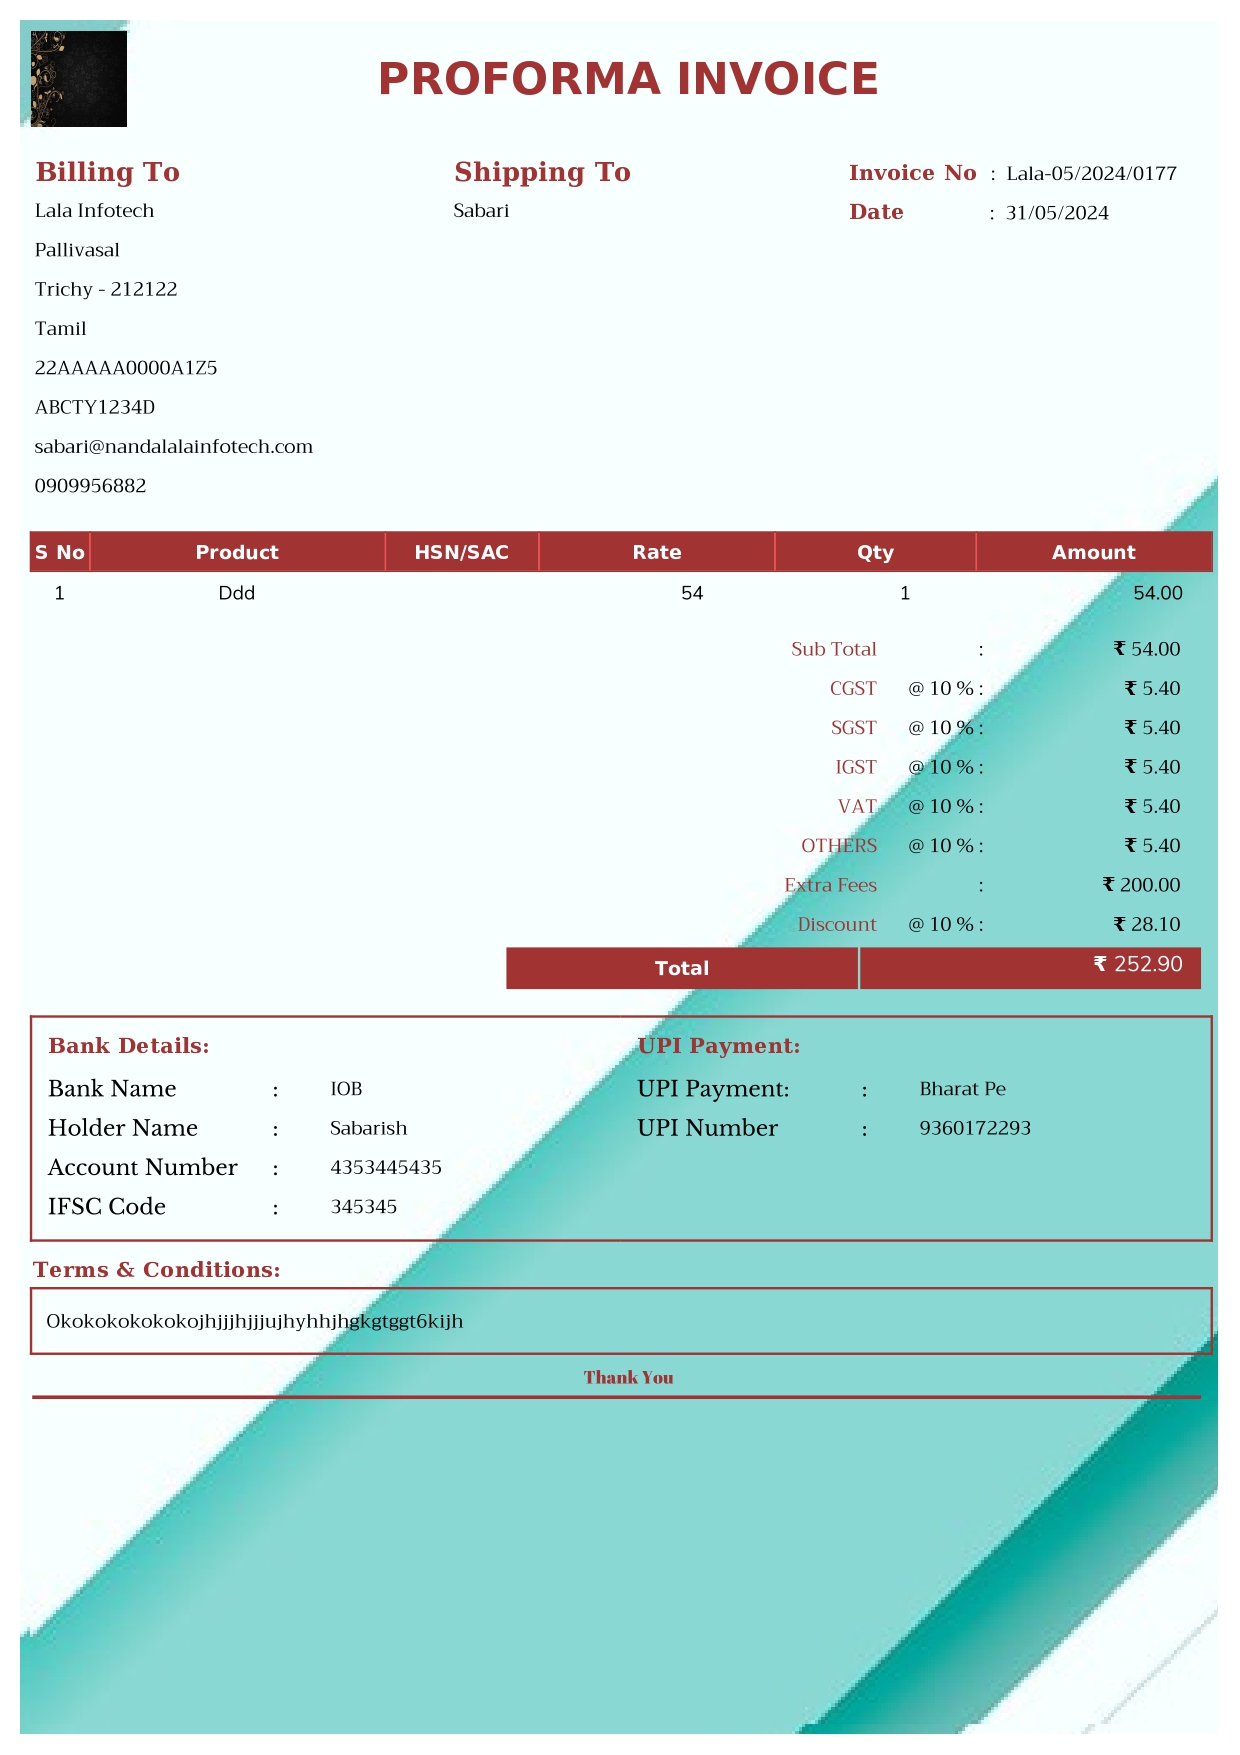 PROFORMA INVOICE
Billing To
Lala Infotech
Pallivasal
Trichy - 212122
Tamil
22AAAAA0000A1Z5
ABCTY1234D
sabari@nandalalainfotech.com
0909956882
Shipping To
Sabari
Invoice No : Lala-05/2024/0177
Date : 31/05/2024
S No Product HSN/SAC Rate Qty Amount
1 Ddd 54 1 54.00
Sub Total : ₹ 54.00
CGST @ 10 % : ₹ 5.40
SGST @ 10 % : ₹ 5.40
IGST @ 10 % : ₹ 5.40
VAT @ 10 % : ₹ 5.40
OTHERS @ 10 % : ₹ 5.40
Extra Fees : ₹ 200.00
Discount @ 10 % : ₹ 28.10
Total ₹ 252.90
Bank Details:
Bank Name : IOB
Holder Name : Sabarish
Account Number : 4353445435
IFSC Code : 345345
UPI Payment:
UPI Payment: : Bharat Pe
UPI Number : 9360172293
Terms & Conditions:
Okokokokokokojhjjjhjjjujhyhhjhgkgtggt6kijh
Thank You